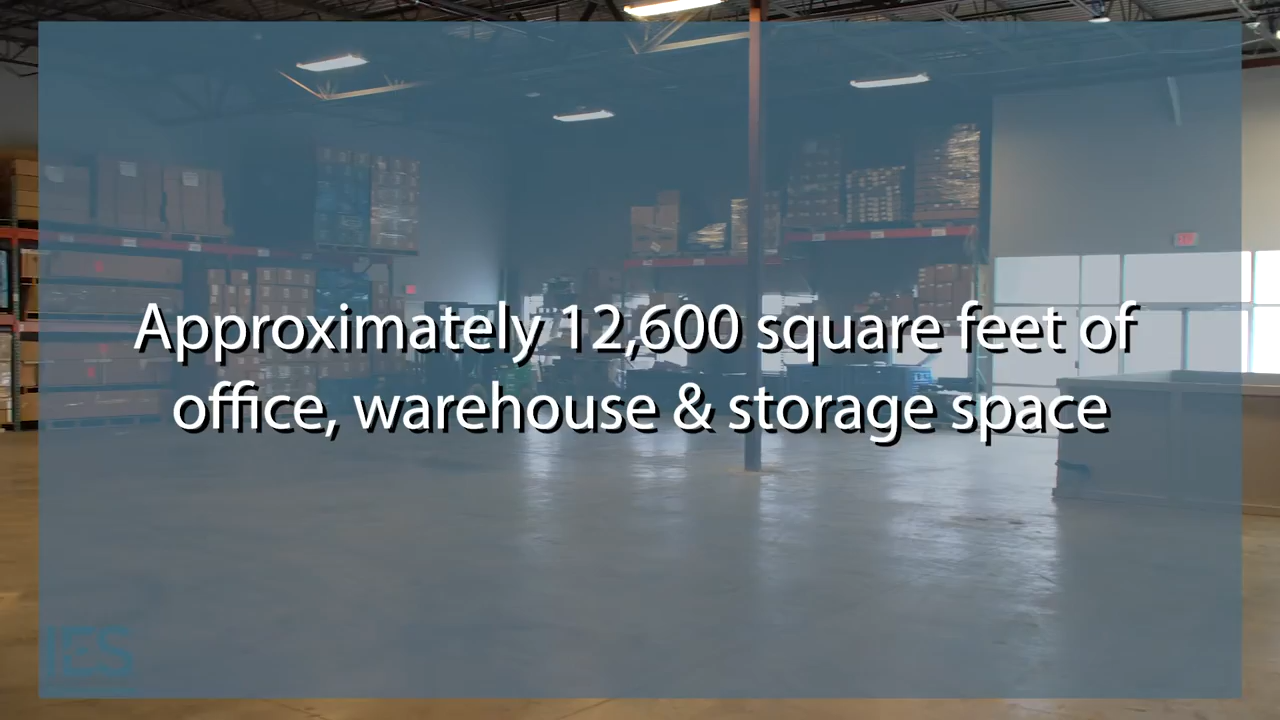 Approximately 12,600 square feet of
office, warehouse & storage space
IES